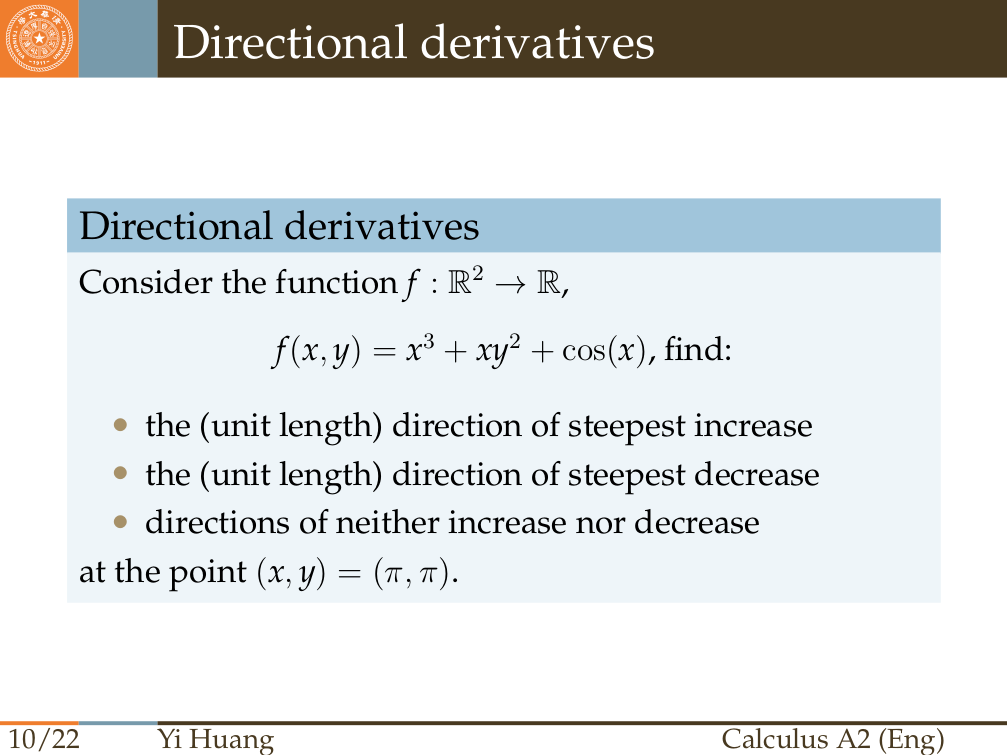 Directional derivatives
Directional derivatives
Consider the function f : ℝ² → ℝ,
f(x, y) = x³ + xy² + cos(x), find:
• the (unit length) direction of steepest increase
• the (unit length) direction of steepest decrease
• directions of neither increase nor decrease
at the point (x, y) = (π, π).
10/22 Yi Huang Calculus A2 (Eng)